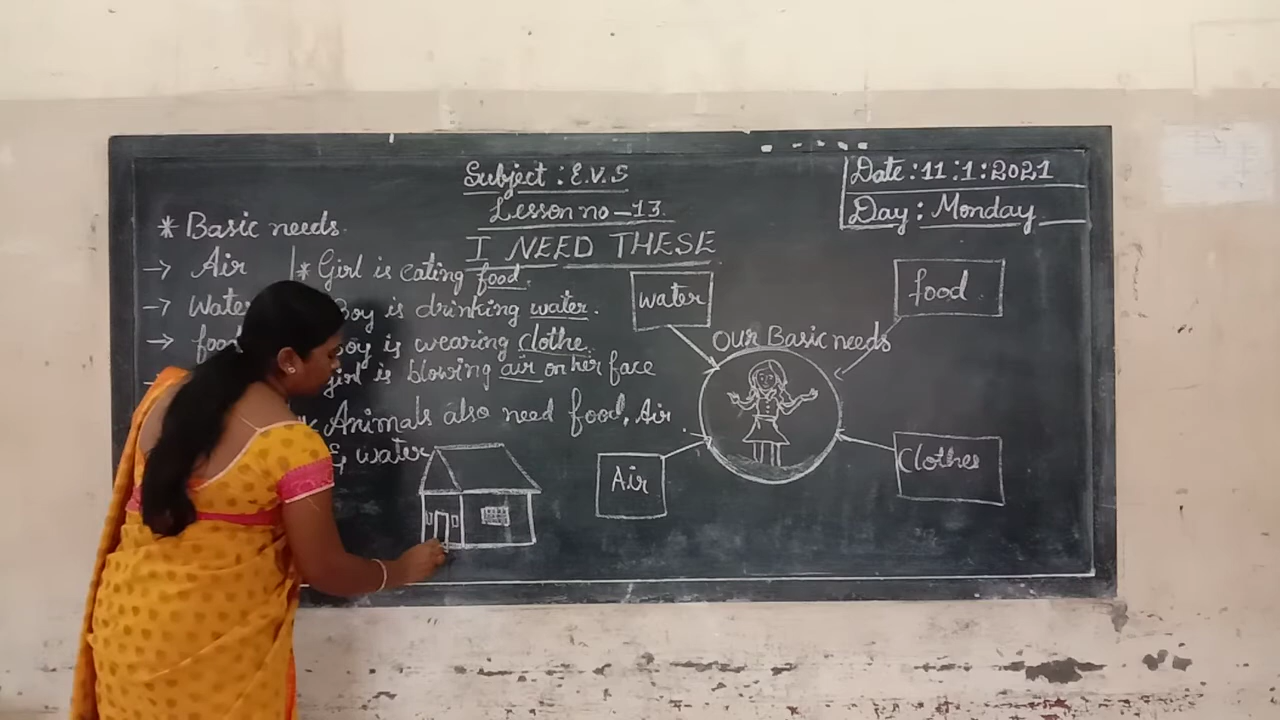 Subject : E.V.S
Lesson no - 13
I NEED THESE
Date : 11 : 1 : 2021
Day : Monday
* Basic needs
→ Air
→ Water
→ food
* Girl is eating food.
Boy is drinking water.
Boy is wearing clothe.
girl is blowing air on her face
* Animals also need food, Air
& water
Our Basic needs
water
food
Air
Clothes